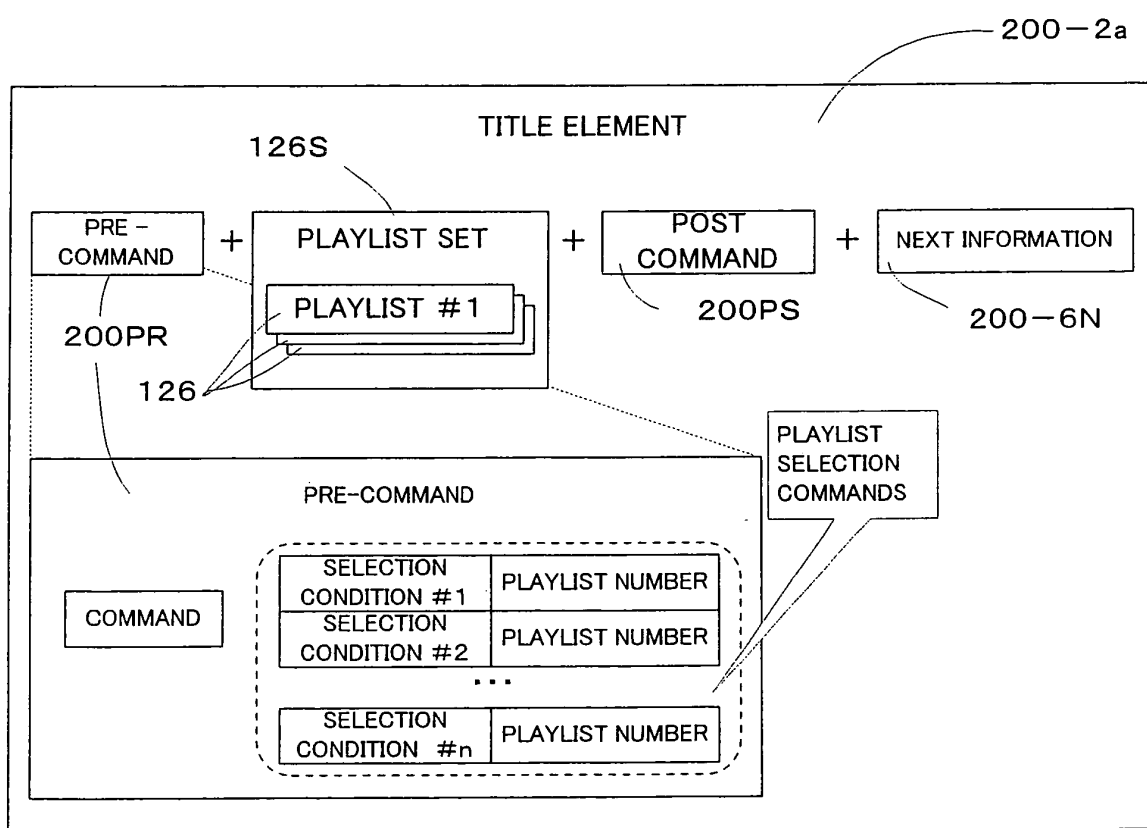 200-2a
TITLE ELEMENT
126S
PRE-
COMMAND
+
PLAYLIST SET
+
POST
COMMAND
+
NEXT INFORMATION
PLAYLIST #1
200PR
126
200PS
200-6N
PLAYLIST
SELECTION
COMMANDS
PRE-COMMAND
COMMAND
SELECTION
CONDITION #1
PLAYLIST NUMBER
SELECTION
CONDITION #2
PLAYLIST NUMBER
...
SELECTION
CONDITION #n
PLAYLIST NUMBER